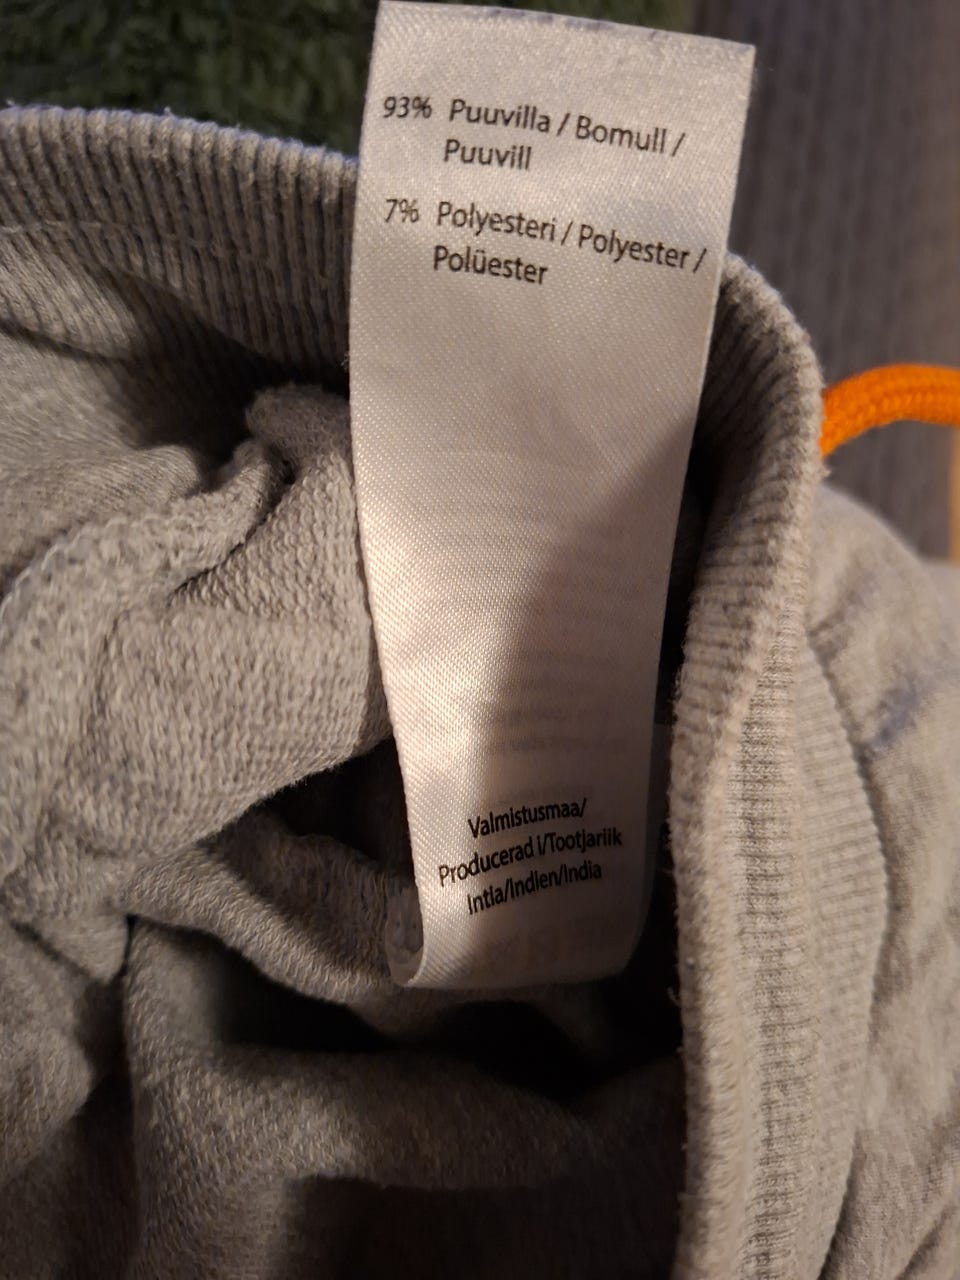 93% Puuvilla / Bomull /
Puuvill
7% Polyesteri / Polyester /
Polüester
Valmistusmaa/
Producerad i/Tootjariik
Intia/Indien/India